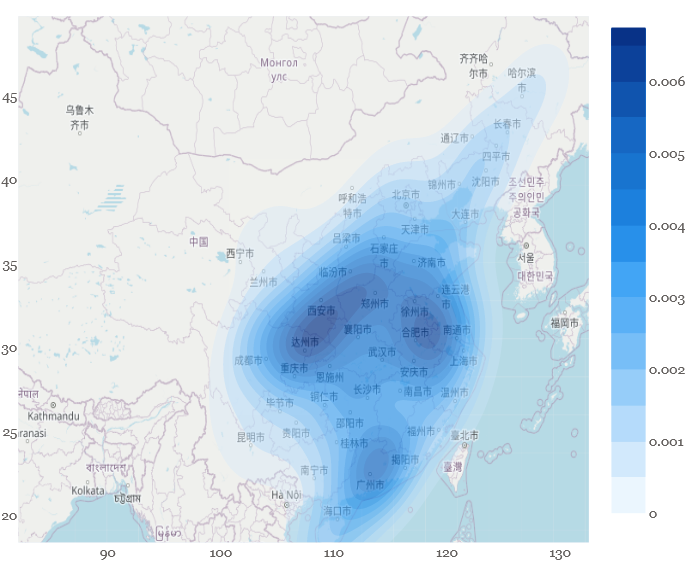 齐齐哈
尔市
哈尔滨
市
Монгол
улс
45
乌鲁木
齐市
长春市
通辽市
四平市
40
呼和浩
特市
北京市
锦州市
沈阳市
조선민주
주의인민
공화국
大连市
天津市
中国
西宁市
吕梁市
石家庄
市
서울
35
兰州市
临汾市
济南市
대한민국
连云港
市
西安市
郑州市
徐州市
福岡市
30
达州市
襄阳市
合肥市
南通市
成都市
重庆市
武汉市
上海市
恩施州
安庆市
नेपाल
毕节市
铜仁市
长沙市
南昌市
温州市
Kathmandu
25
ranasi
昆明市
贵阳市
邵阳市
桂林市
福州市
臺北市
বাংলাদেশ
南宁市
揭阳市
臺灣
Kolkata
চট্টগ্রাম
Hà Nội
广州市
20
海口市
မြန်မာ
90
100
110
120
130
0.006
0.005
0.004
0.003
0.002
0.001
0